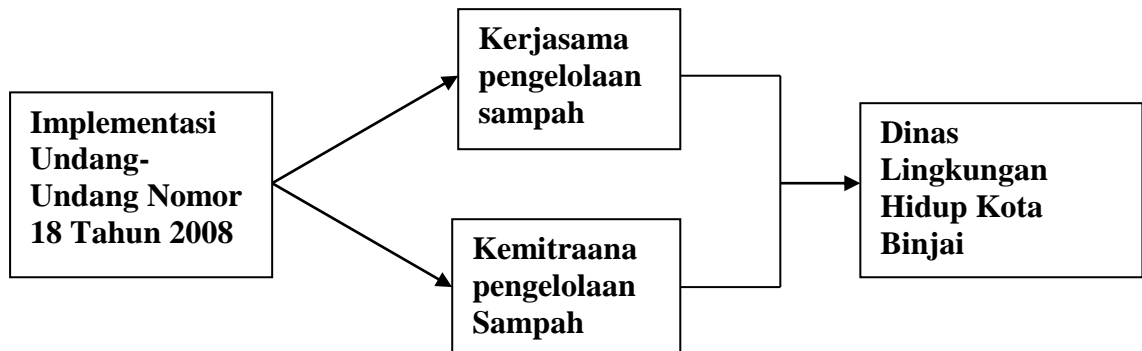 Implementasi
Undang-
Undang Nomor
18 Tahun 2008
Kerjasama
pengelolaan
sampah
Kemitraana
pengelolaan
Sampah
Dinas
Lingkungan
Hidup Kota
Binjai